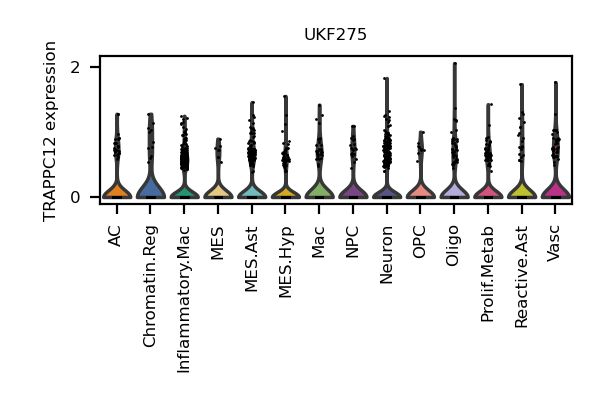 UKF275
TRAPPC12 expression
2
0
AC
Chromatin.Reg
Inflammatory.Mac
MES
MES.Ast
MES.Hyp
Mac
NPC
Neuron
OPC
Oligo
Prolif.Metab
Reactive.Ast
Vasc